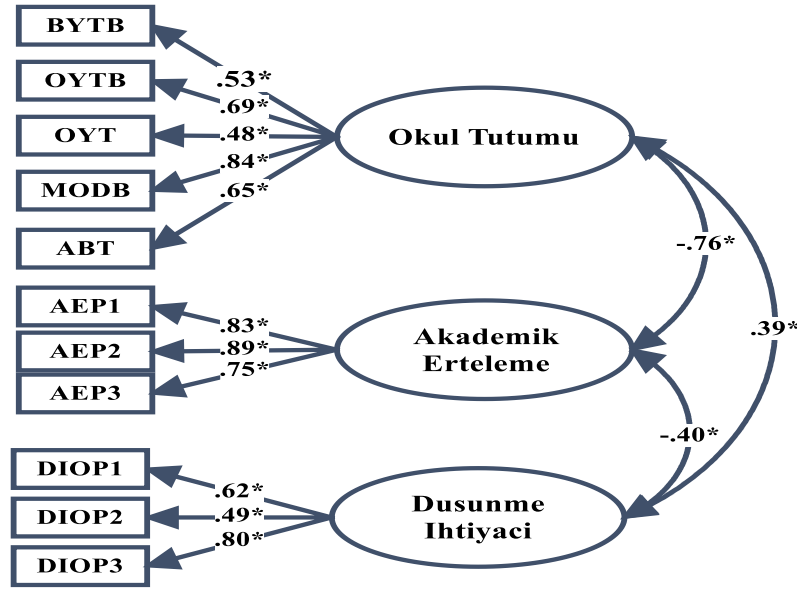 BYTB
.53*
OYTB
.69*
OYT
.48*
Okul Tutumu
MODB
.84*
.65*
ABT
-.76*
AEP1
.83*
.39*
AEP2
.89*
Akademik
Erteleme
.75*
AEP3
-.40*
DIOP1
.62*
DIOP2
.49*
Dusunme
Ihtiyaci
.80*
DIOP3